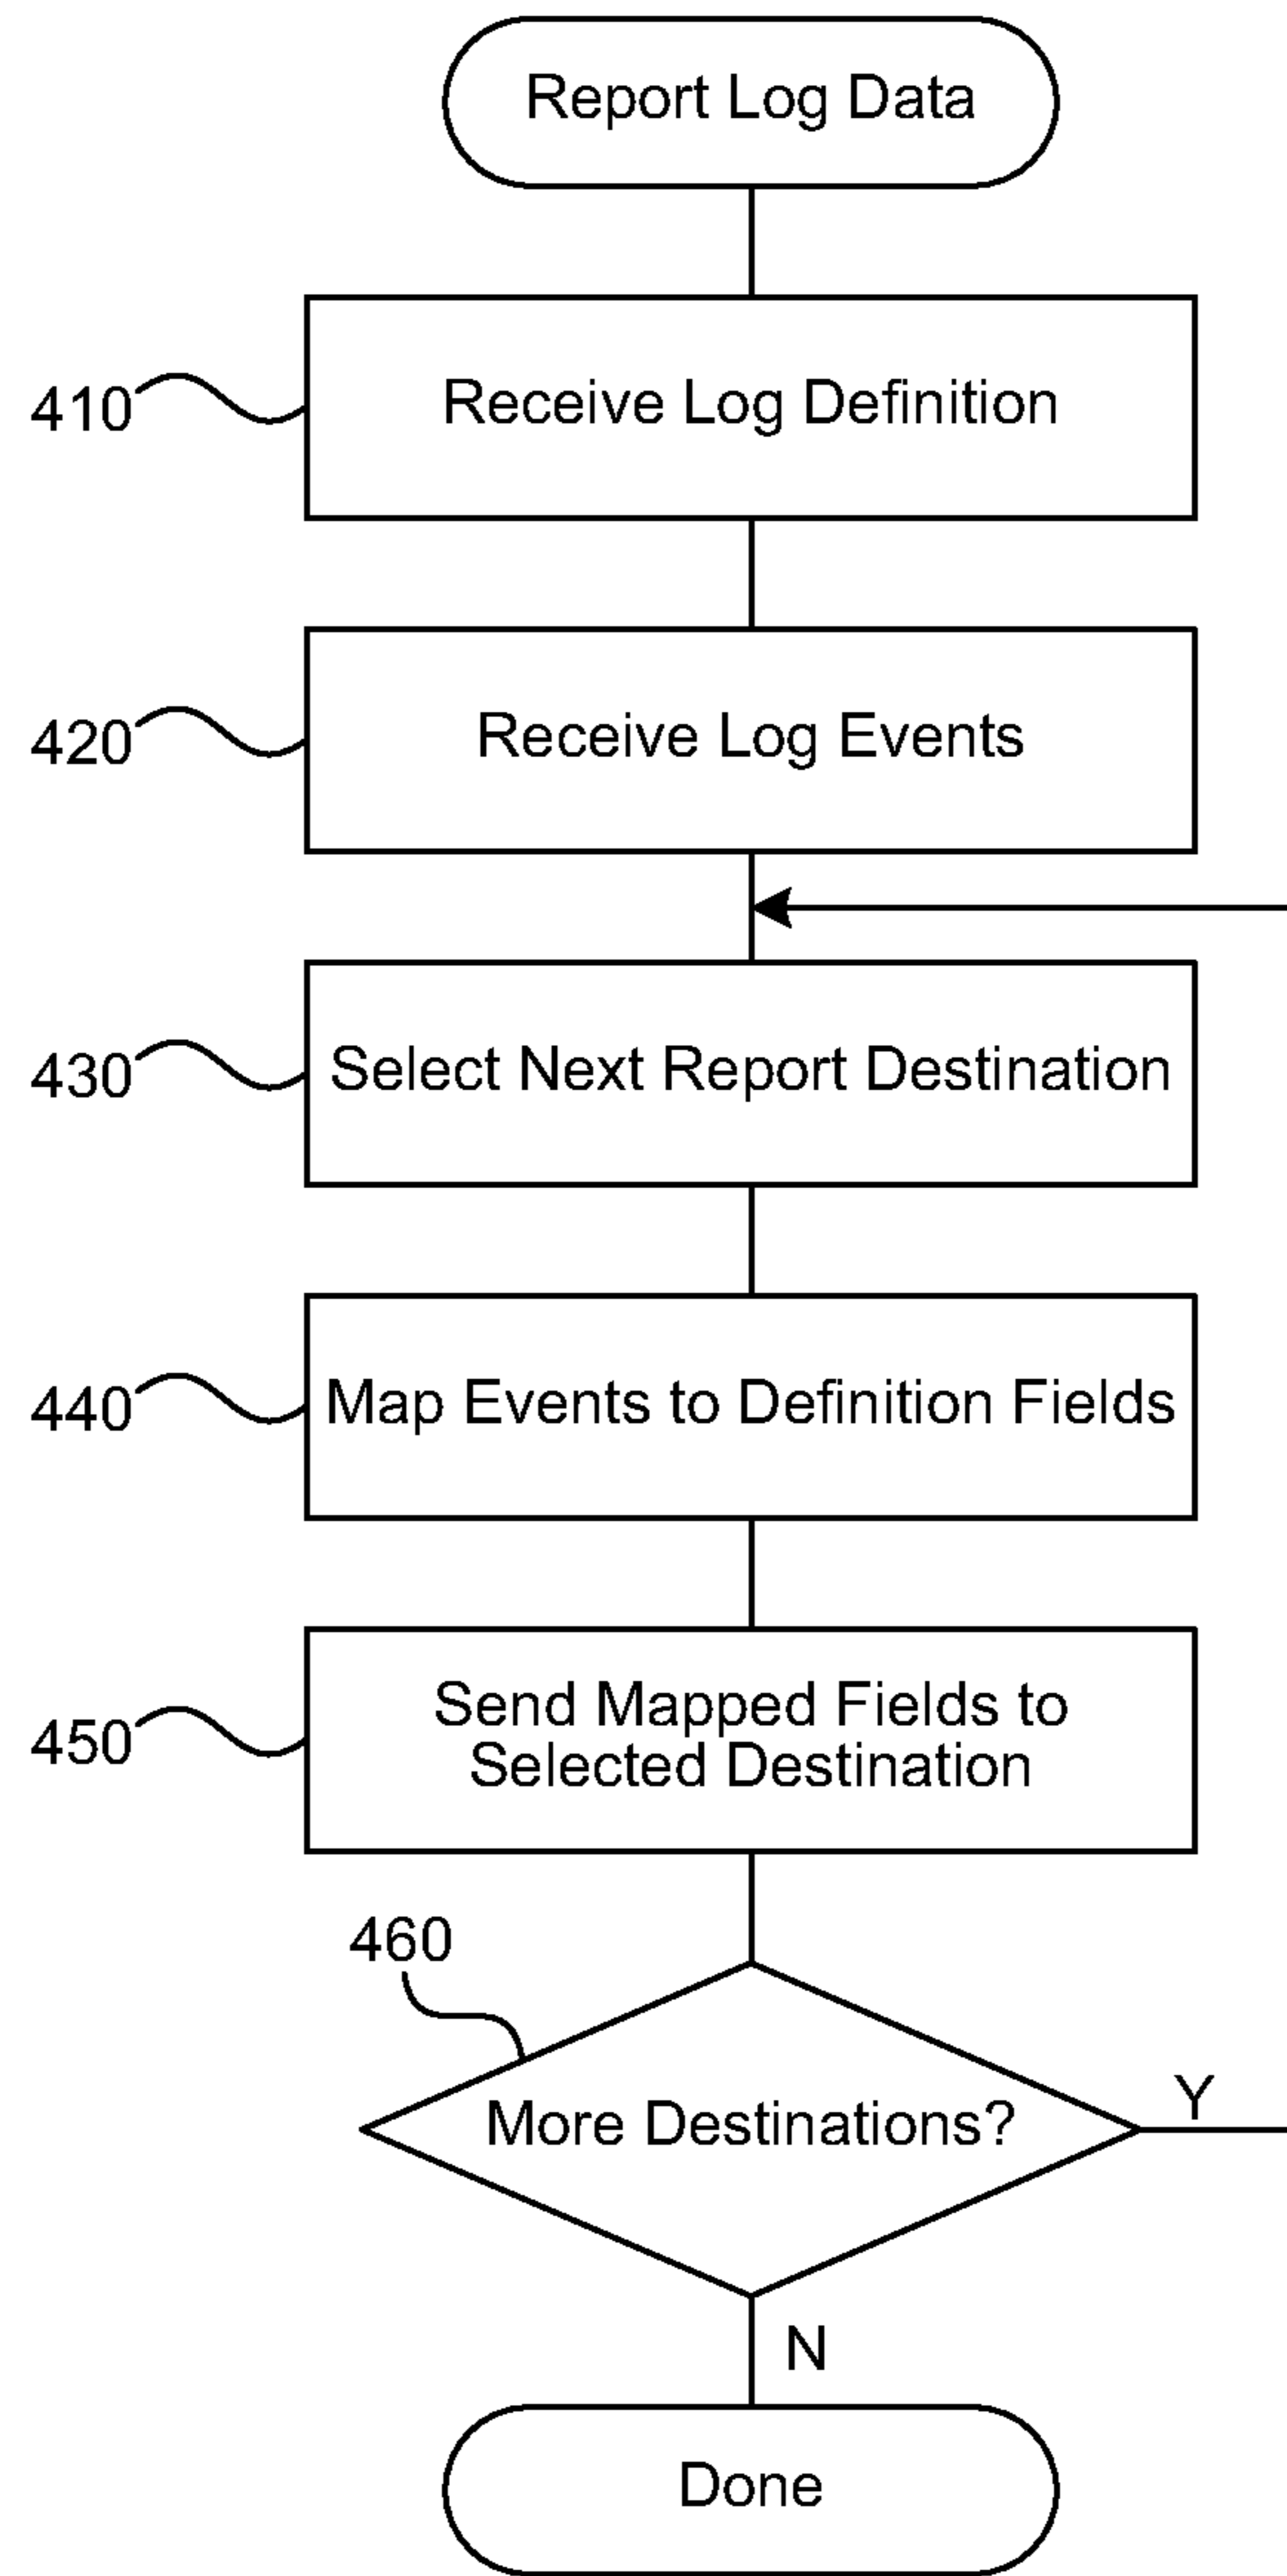 Report Log Data
410
Receive Log Definition
420
Receive Log Events
430
Select Next Report Destination
440
Map Events to Definition Fields
450
Send Mapped Fields to
Selected Destination
460
More Destinations?
Y
N
Done